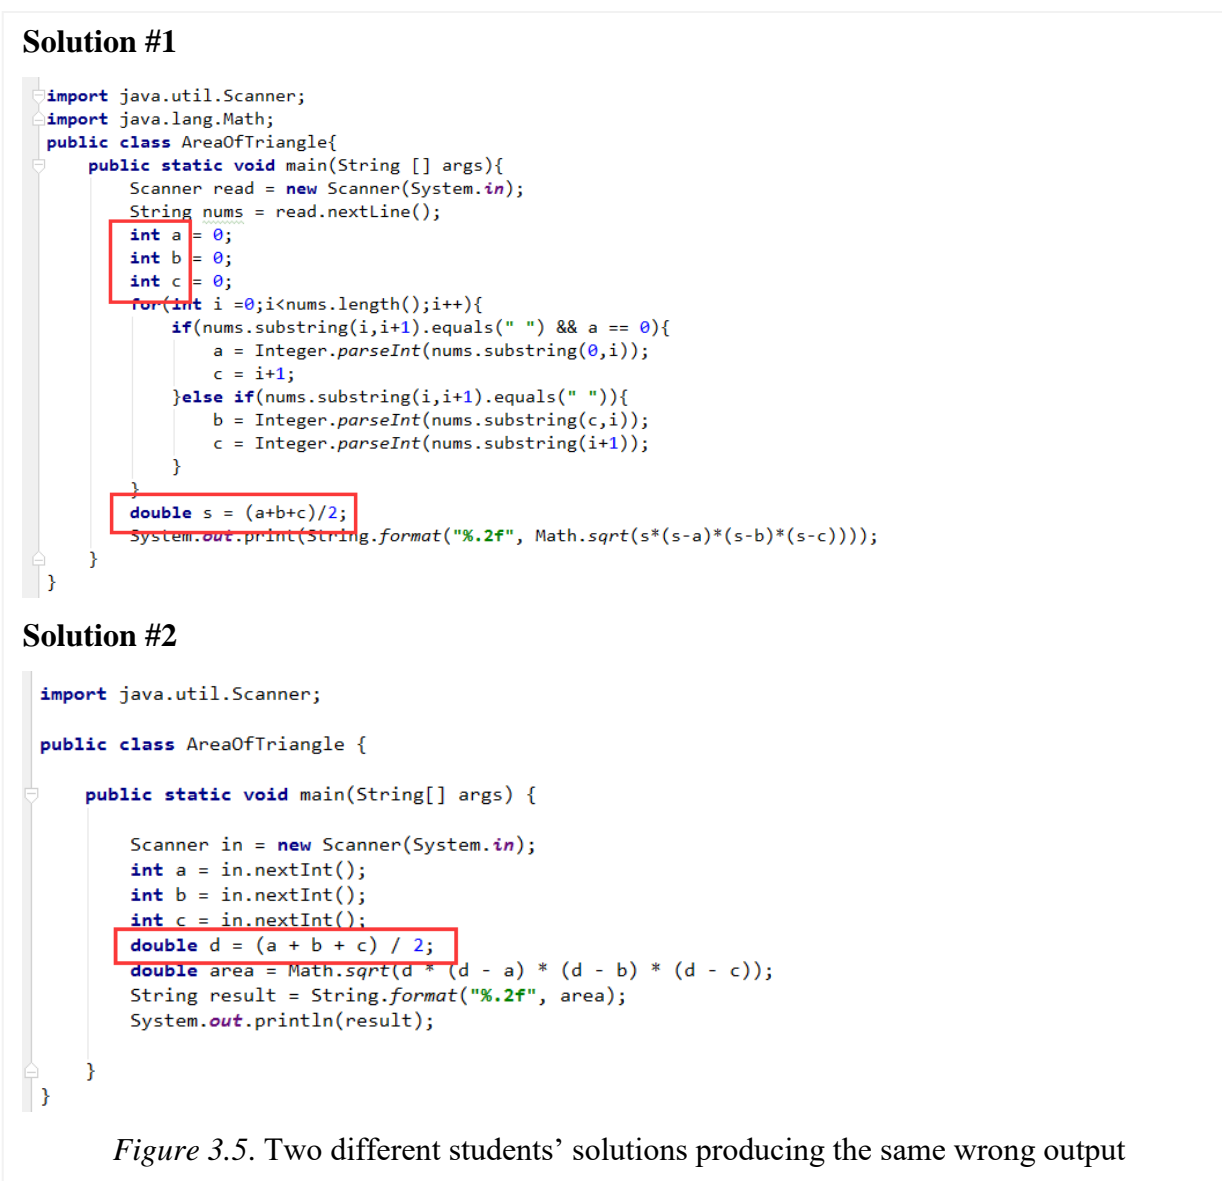 Solution #1
import java.util.Scanner;
import java.lang.Math;
public class AreaOfTriangle{
    public static void main(String [] args){
        Scanner read = new Scanner(System.in);
        String nums = read.nextLine();
        int a = 0;
        int b = 0;
        int c = 0;
        for(int i =0;i<nums.length();i++){
            if(nums.substring(i,i+1).equals(" ") && a == 0){
                a = Integer.parseInt(nums.substring(0,i));
                c = i+1;
            }else if(nums.substring(i,i+1).equals(" ")){
                b = Integer.parseInt(nums.substring(c,i));
                c = Integer.parseInt(nums.substring(i+1));
            }
        }
        double s = (a+b+c)/2;
        System.out.print(String.format("%.2f", Math.sqrt(s*(s-a)*(s-b)*(s-c))));
    }
}
Solution #2
import java.util.Scanner;
public class AreaOfTriangle {
    public static void main(String[] args) {
        Scanner in = new Scanner(System.in);
        int a = in.nextInt();
        int b = in.nextInt();
        int c = in.nextInt();
        double d = (a + b + c) / 2;
        double area = Math.sqrt(d * (d - a) * (d - b) * (d - c));
        String result = String.format("%.2f", area);
        System.out.println(result);
    }
}
Figure 3.5. Two different students’ solutions producing the same wrong output